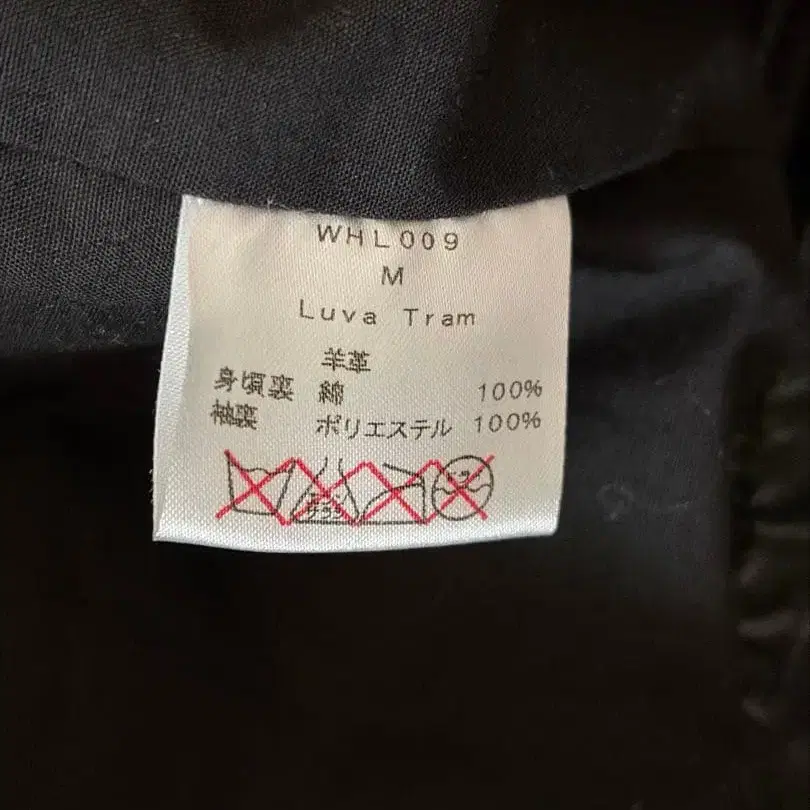 WHL009
M
Luva Tram
羊革
身頃裏 綿 100%
袖裏 ポリエステル 100%